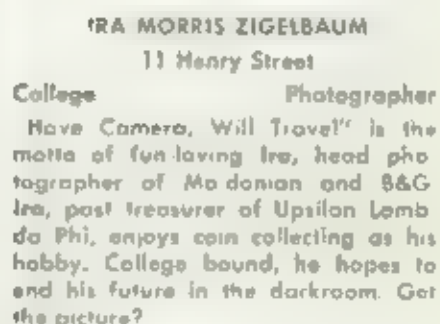 IRA MORRIS ZIGELBAUM
11 Henry Street
College Photographer
Have Camera, Will Travel" is the
motto of fun-loving Ira, head pho
tographer of Madonian and B&G
Ira, past treasurer of Upsilon Lamb
da Phi, enjoys coin collecting as his
hobby. College bound, he hopes to
end his future in the darkroom. Get
the picture?